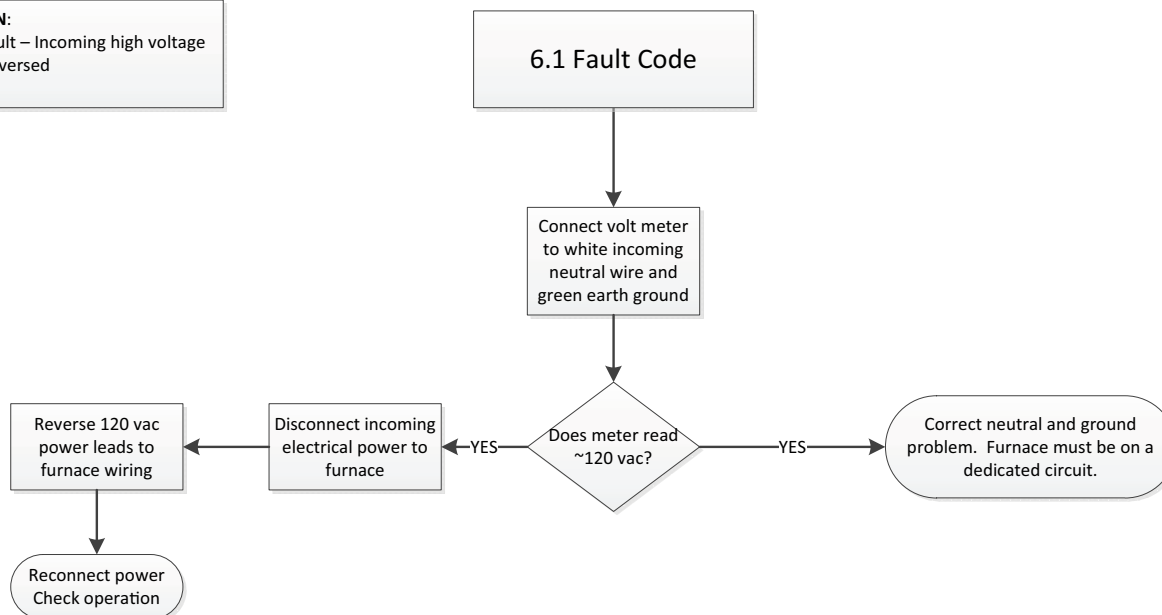 N:
ult – Incoming high voltage
versed
6.1 Fault Code
Connect volt meter
to white incoming
neutral wire and
green earth ground
Does meter read
~120 vac?
YES
YES
Disconnect incoming
electrical power to
furnace
Reverse 120 vac
power leads to
furnace wiring
Reconnect power
Check operation
Correct neutral and ground
problem. Furnace must be on a
dedicated circuit.